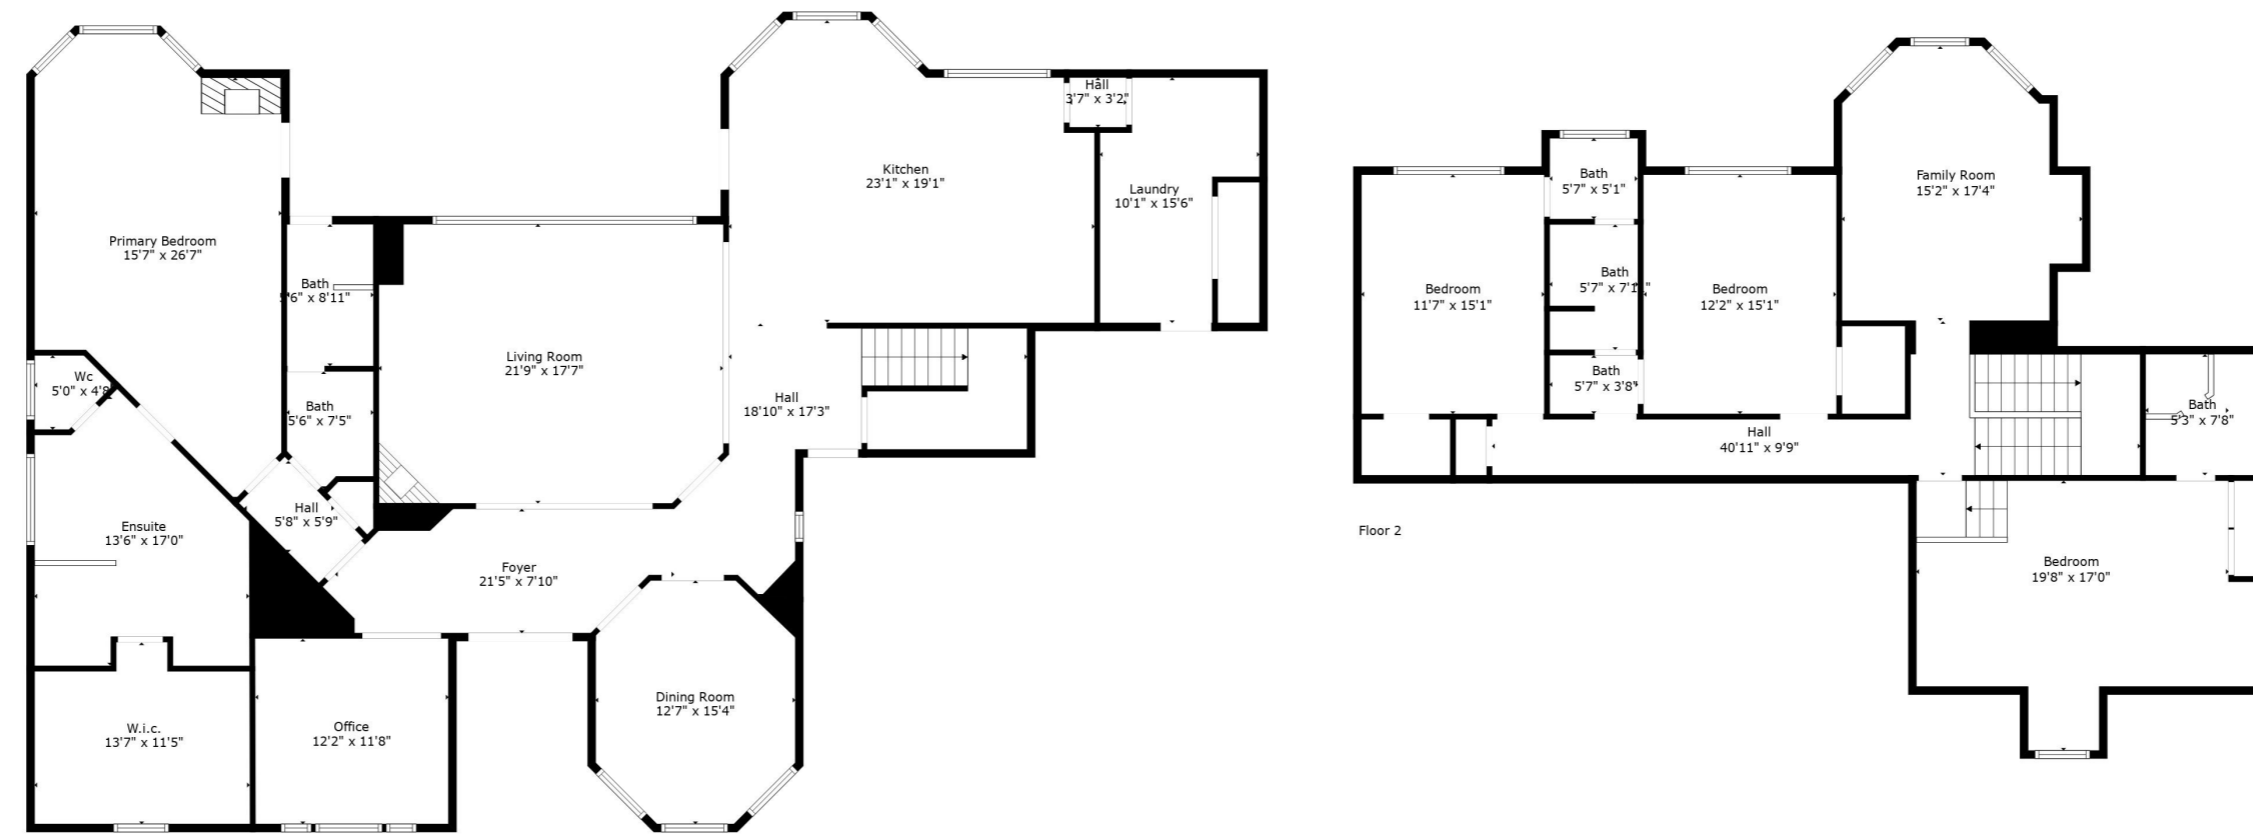 Primary Bedroom
15'7" x 26'7"
Bath
5'6" x 8'11"
Wc
5'0" x 4'8
Bath
5'6" x 7'5"
Hall
5'8" x 5'9"
Ensuite
13'6" x 17'0"
W.i.c.
13'7" x 11'5"
Office
12'2" x 11'8"
Living Room
21'9" x 17'7"
Foyer
21'5" x 7'10"
Dining Room
12'7" x 15'4"
Hall
18'10" x 17'3"
Kitchen
23'1" x 19'1"
Hall
3'7" x 3'2"
Laundry
10'1" x 15'6"
Bedroom
11'7" x 15'1"
Bath
5'7" x 5'1"
Bath
5'7" x 7'1
Bath
5'7" x 3'8"
Bedroom
12'2" x 15'1"
Family Room
15'2" x 17'4"
Hall
40'11" x 9'9"
Bath
5'3" x 7'8"
Bedroom
19'8" x 17'0"
Floor 2